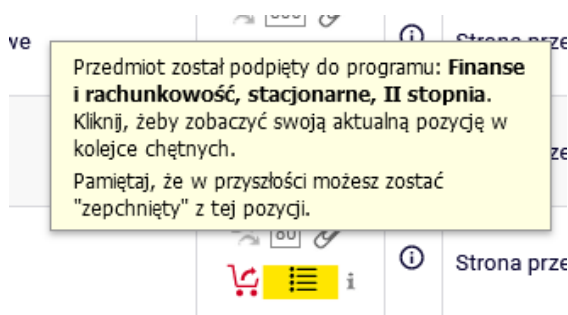 we
Przedmiot został podpięty do programu: Finanse
i rachunkowość, stacjonarne, II stopnia.
Kliknij, żeby zobaczyć swoją aktualną pozycję w
kolejce chętnych.
Pamiętaj, że w przyszłości możesz zostać
"zepchnięty" z tej pozycji.
80
Strona prze
i